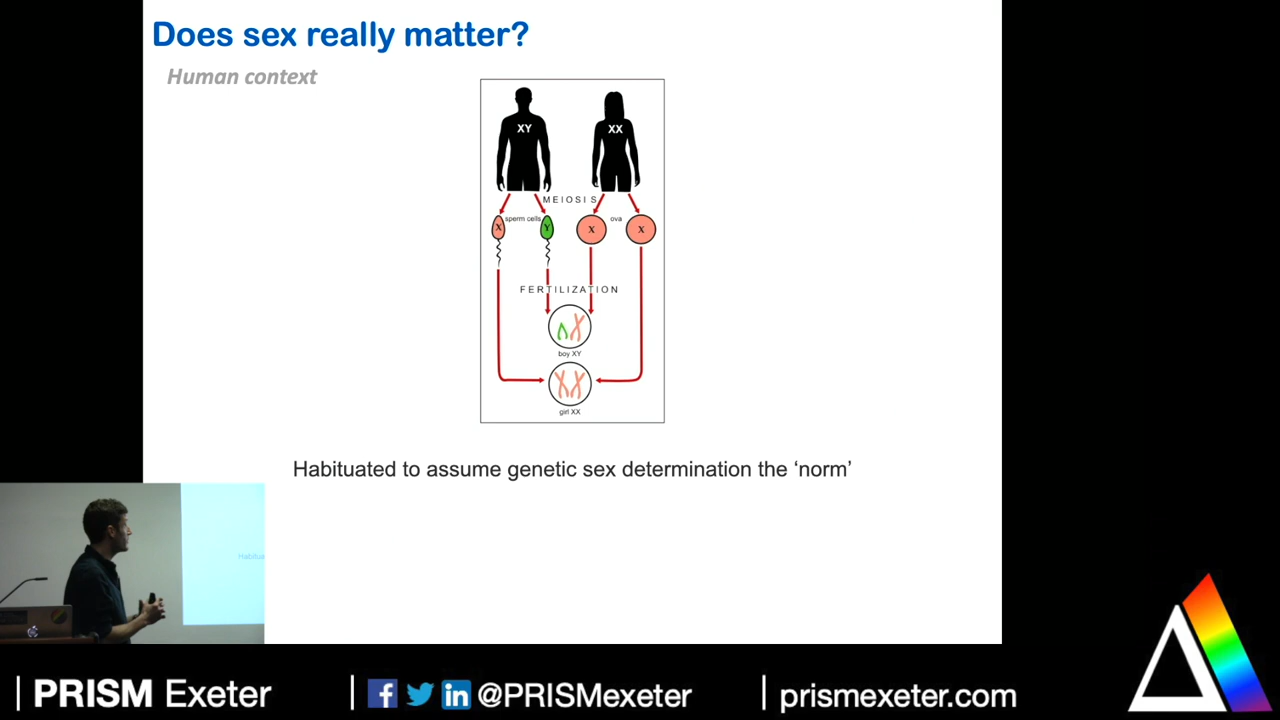 Does sex really matter?
Human context
XY XX
MEIOSIS
sperm cells ova
X Y X X
FERTILIZATION
boy XY
girl XX
Habituated to assume genetic sex determination the ‘norm’
Habitua
| PRISM Exeter | @PRISMexeter | prismexeter.com